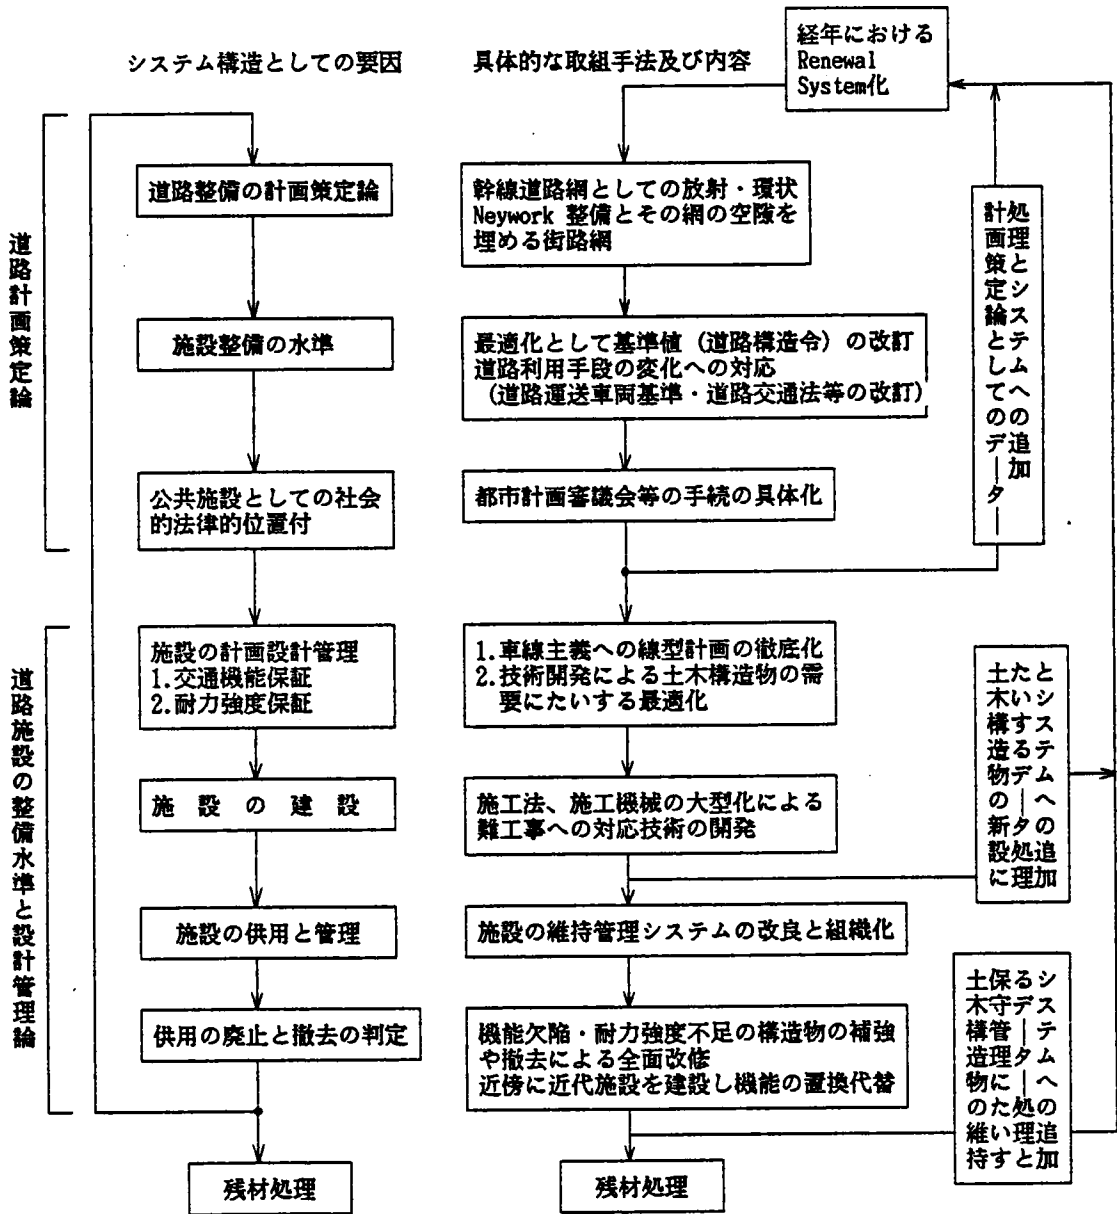 システム構造としての要因
具体的な取組手法及び内容
経年における
Renewal
System化
道路計画策定論
道路整備の計画策定論
施設整備の水準
公共施設としての社会
的法律的位置付
道路施設の整備水準と設計管理論
施設の計画設計管理
1.交通機能保証
2.耐力強度保証
施設の建設
施設の供用と管理
供用の廃止と撤去の判定
残材処理
幹線道路網としての放射・環状
Neywork 整備とその網の空隙を
埋める街路網
最適化として基準値（道路構造令）の改訂
道路利用手段の変化への対応
（道路運送車両基準・道路交通法等の改訂）
都市計画審議会等の手続の具体化
1.車線主義への線型計画の徹底化
2.技術開発による土木構造物の需
要にたいする最適化
施工法、施工機械の大型化による
難工事への対応技術の開発
施設の維持管理システムの改良と組織化
機能欠陥・耐力強度不足の構造物の補強
や撤去による全面改修
近傍に近代施設を建設し機能の置換代替
残材処理
計画策定論としてのデーター
処理とシステムへの追加
土木構造物の新設に
たいするデータ処理
とシステムへの追加
土木構造物の維持
保守管理にたいす
るデーター処理と
システムへの追加